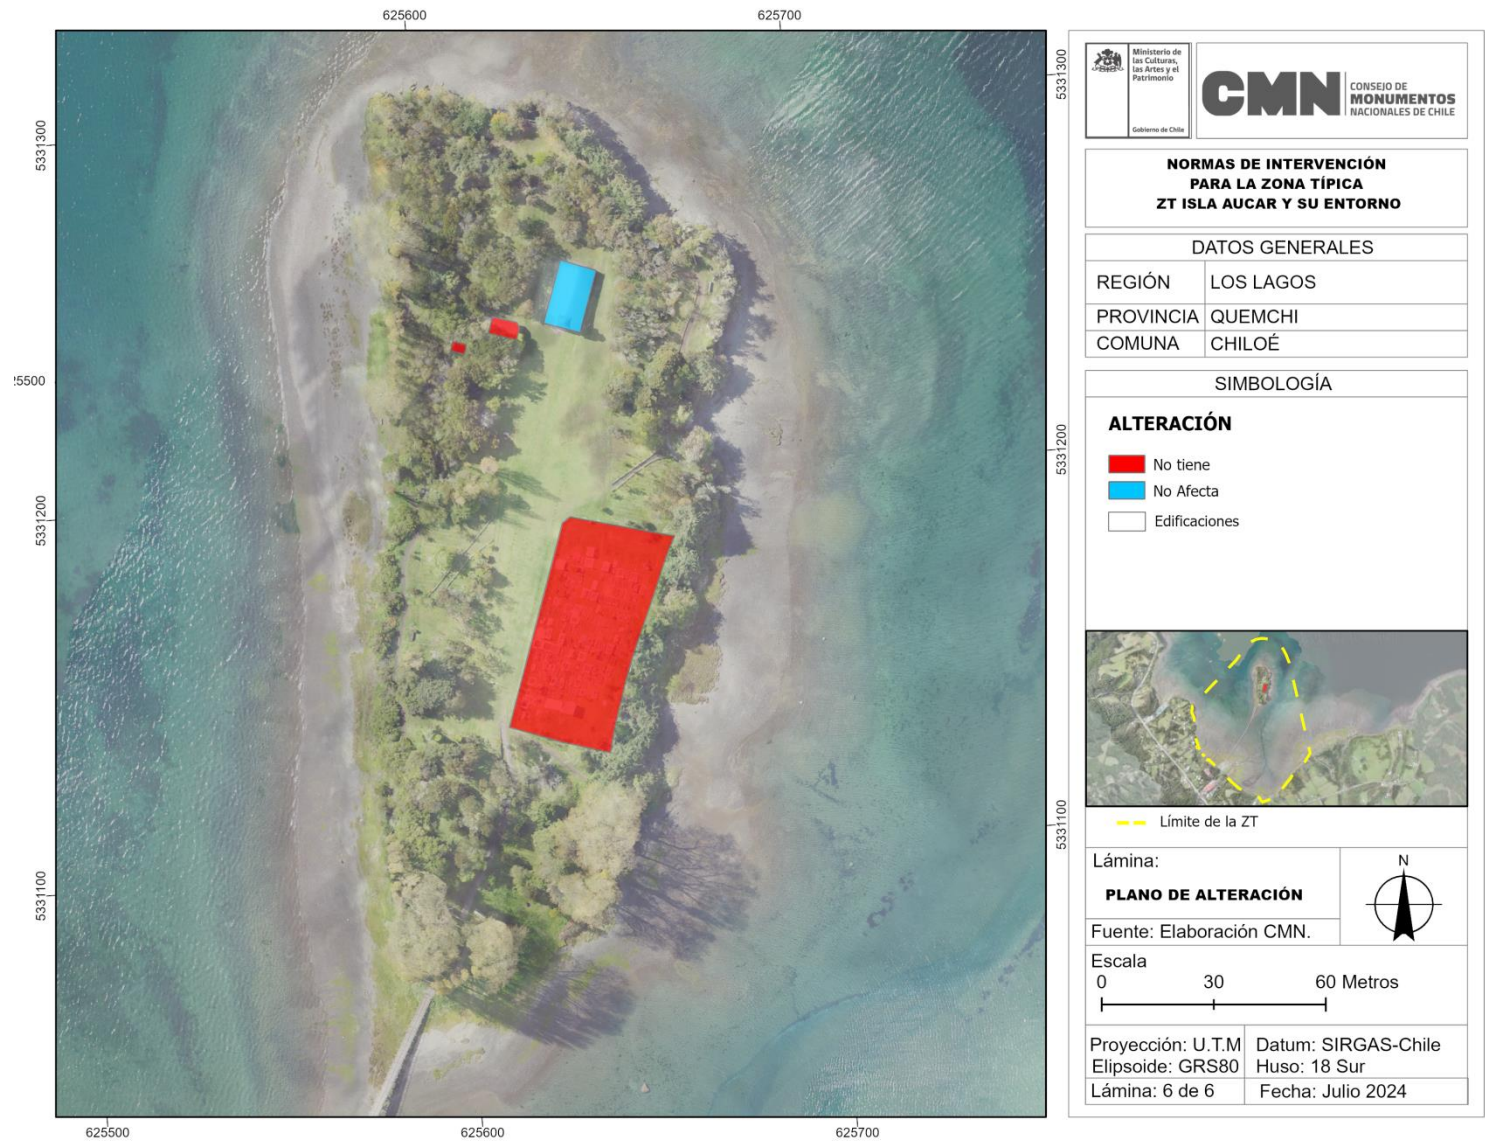 625600
625700
5331300
5331300
Ministerio de
las Culturas,
las Artes y el
Patrimonio
Gobierno de Chile
CMN
CONSEJO DE
MONUMENTOS
NACIONALES DE CHILE
NORMAS DE INTERVENCIÓN
PARA LA ZONA TÍPICA
ZT ISLA AUCAR Y SU ENTORNO
DATOS GENERALES
REGIÓN LOS LAGOS
PROVINCIA QUEMCHI
COMUNA CHILOÉ
25500
SIMBOLOGÍA
ALTERACIÓN
No tiene
No Afecta
Edificaciones
5331200
5331200
Límite de la ZT
5331100
5331100
Lámina:
PLANO DE ALTERACIÓN
N
Fuente: Elaboración CMN.
Escala
0 30 60 Metros
Proyección: U.T.M
Elipsoide: GRS80
Datum: SIRGAS-Chile
Huso: 18 Sur
Lámina: 6 de 6
Fecha: Julio 2024
625500
625600
625700